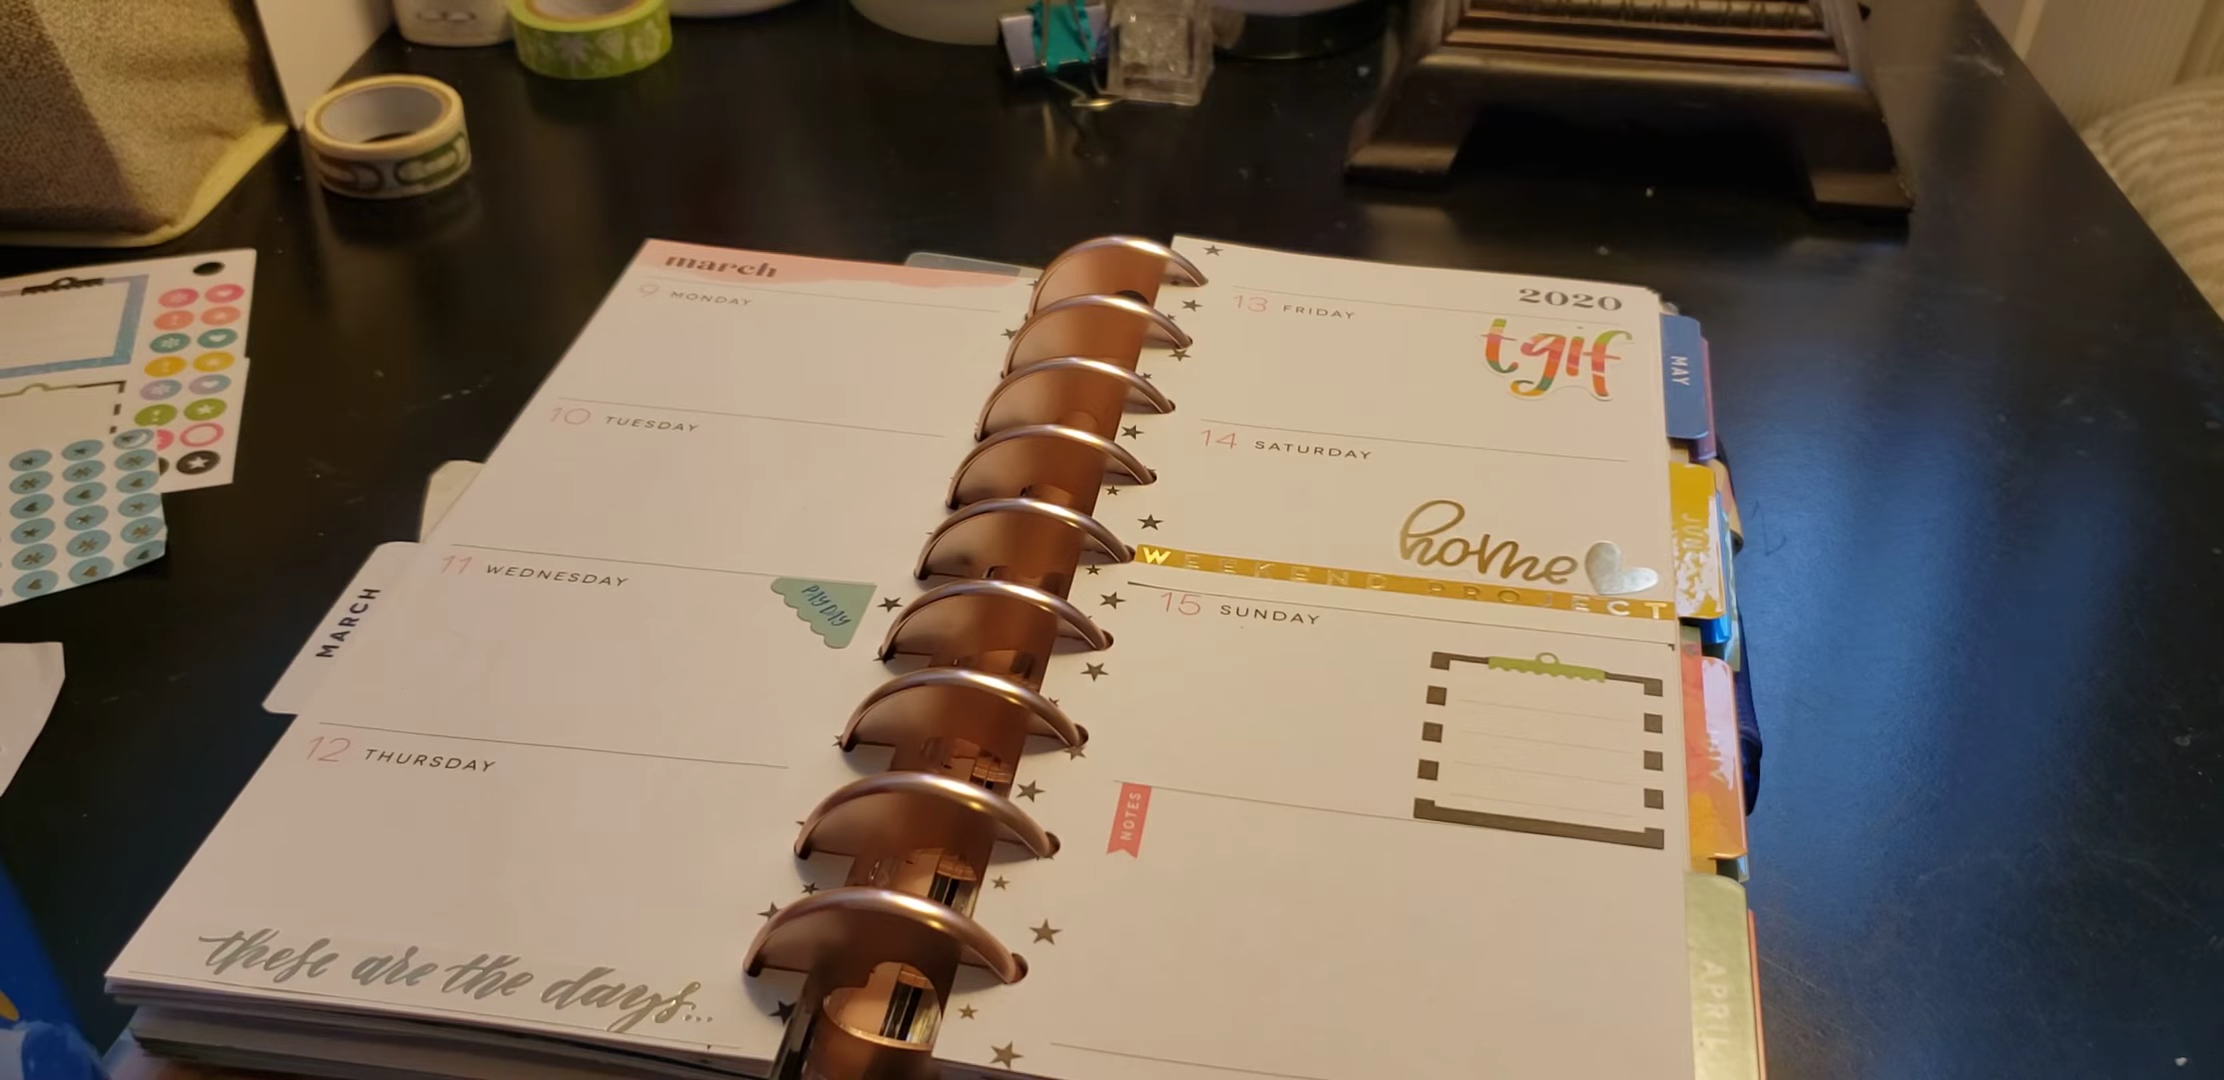 march
9 MONDAY
10 TUESDAY
11 WEDNESDAY
PAYDAY
MARCH
12 THURSDAY
these are the days...
2020
13 FRIDAY
tgif
14 SATURDAY
home
WEEKEND PROJECT
15 SUNDAY
NOTES
MAY
APRIL